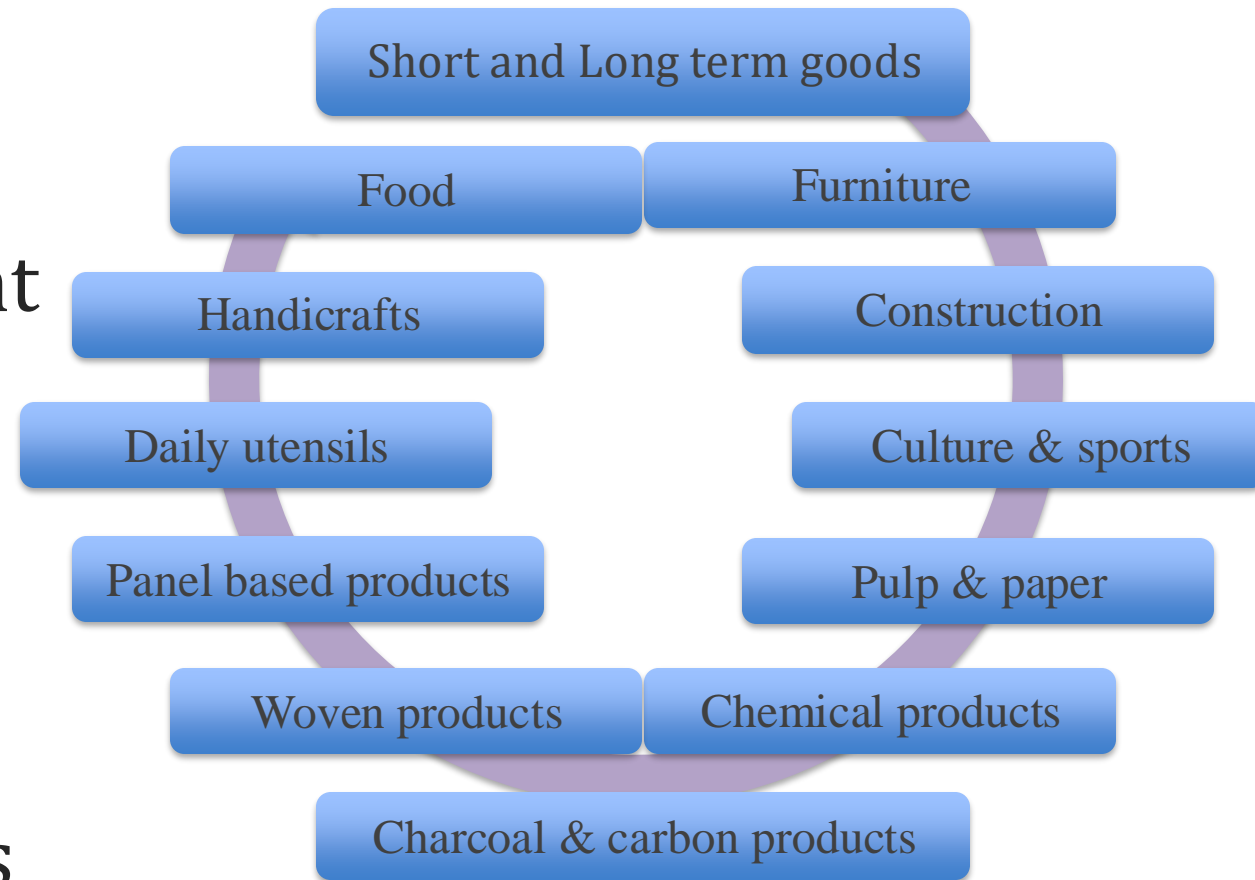 Short and Long term goods
Food
Furniture
Handicrafts
Construction
Daily utensils
Culture & sports
Panel based products
Pulp & paper
Woven products
Chemical products
Charcoal & carbon products